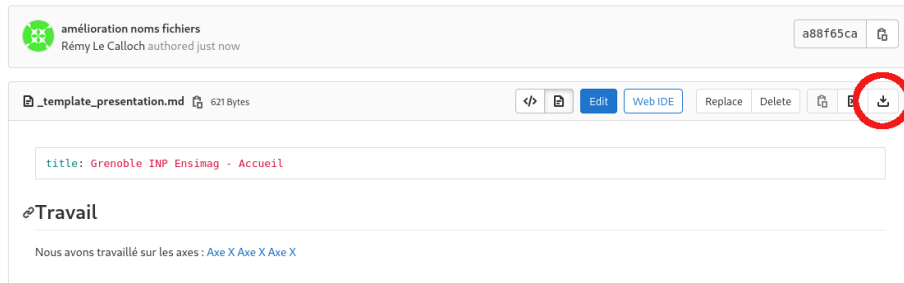 amélioration noms fichiers
Rémy Le Calloch authored just now
a88f65ca
_template_presentation.md 621 Bytes
</> Edit Web IDE Replace Delete
title: Grenoble INP Ensimag - Accueil
Travail
Nous avons travaillé sur les axes : Axe X Axe X Axe X